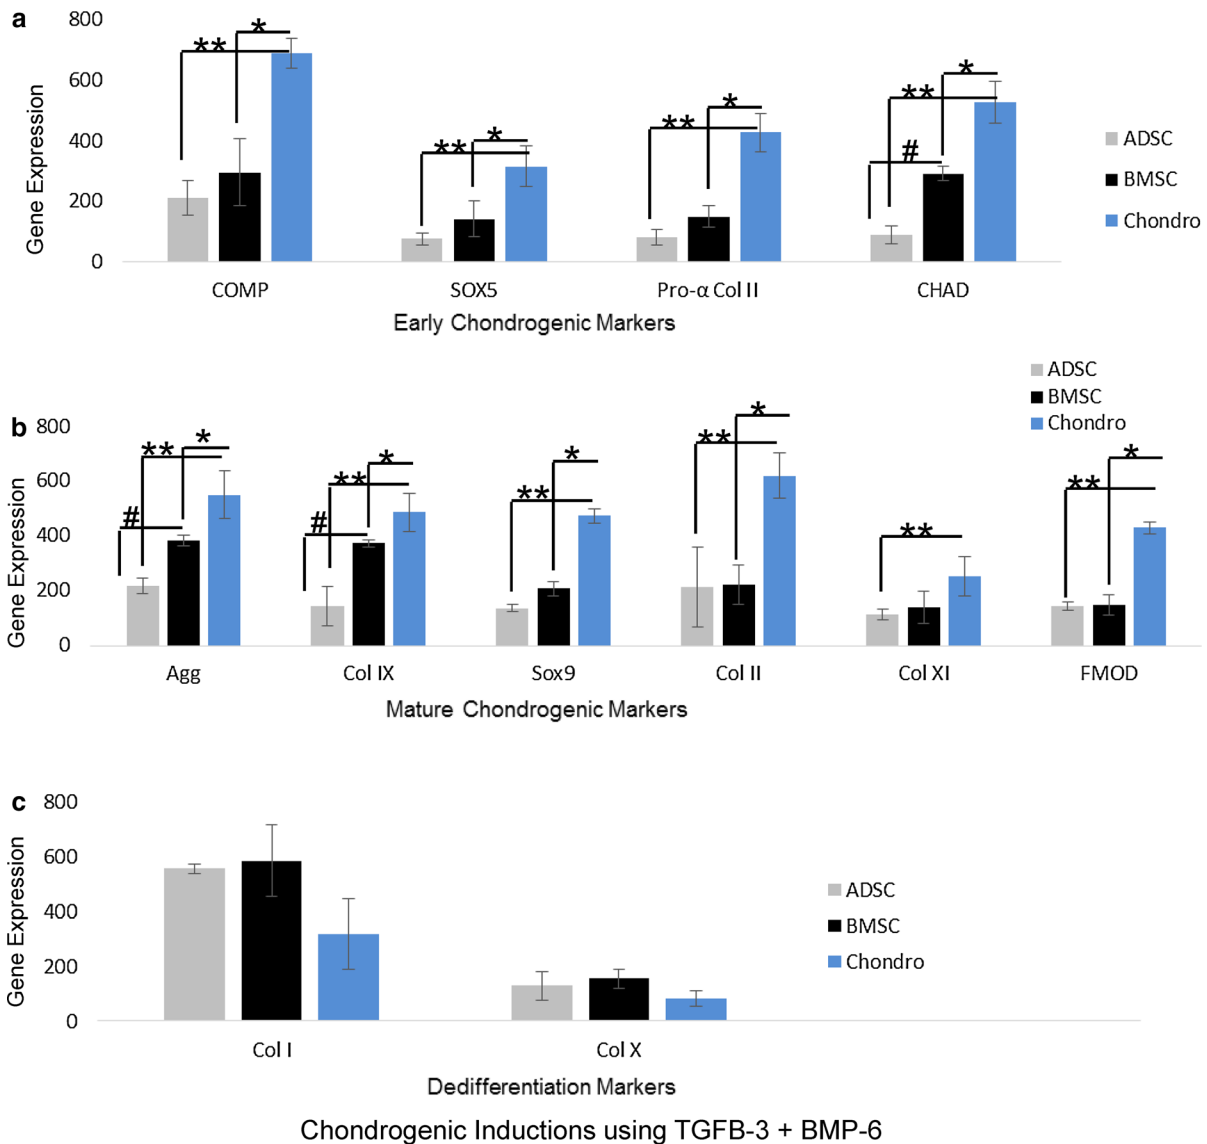 a
800
600
400
200
0
Gene Expression
** * ** * ** * # ** *
COMP SOX5 Pro-α Col II CHAD
Early Chondrogenic Markers
ADSC
BMSC
Chondro
b
800
600
400
200
0
Gene Expression
ADSC
BMSC
Chondro
# ** * # ** * ** * ** * ** ** *
Agg Col IX Sox9 Col II Col XI FMOD
Mature Chondrogenic Markers
c
800
600
400
200
0
Gene Expression
ADSC
BMSC
Chondro
Col I Col X
Dedifferentiation Markers
Chondrogenic Inductions using TGFB-3 + BMP-6